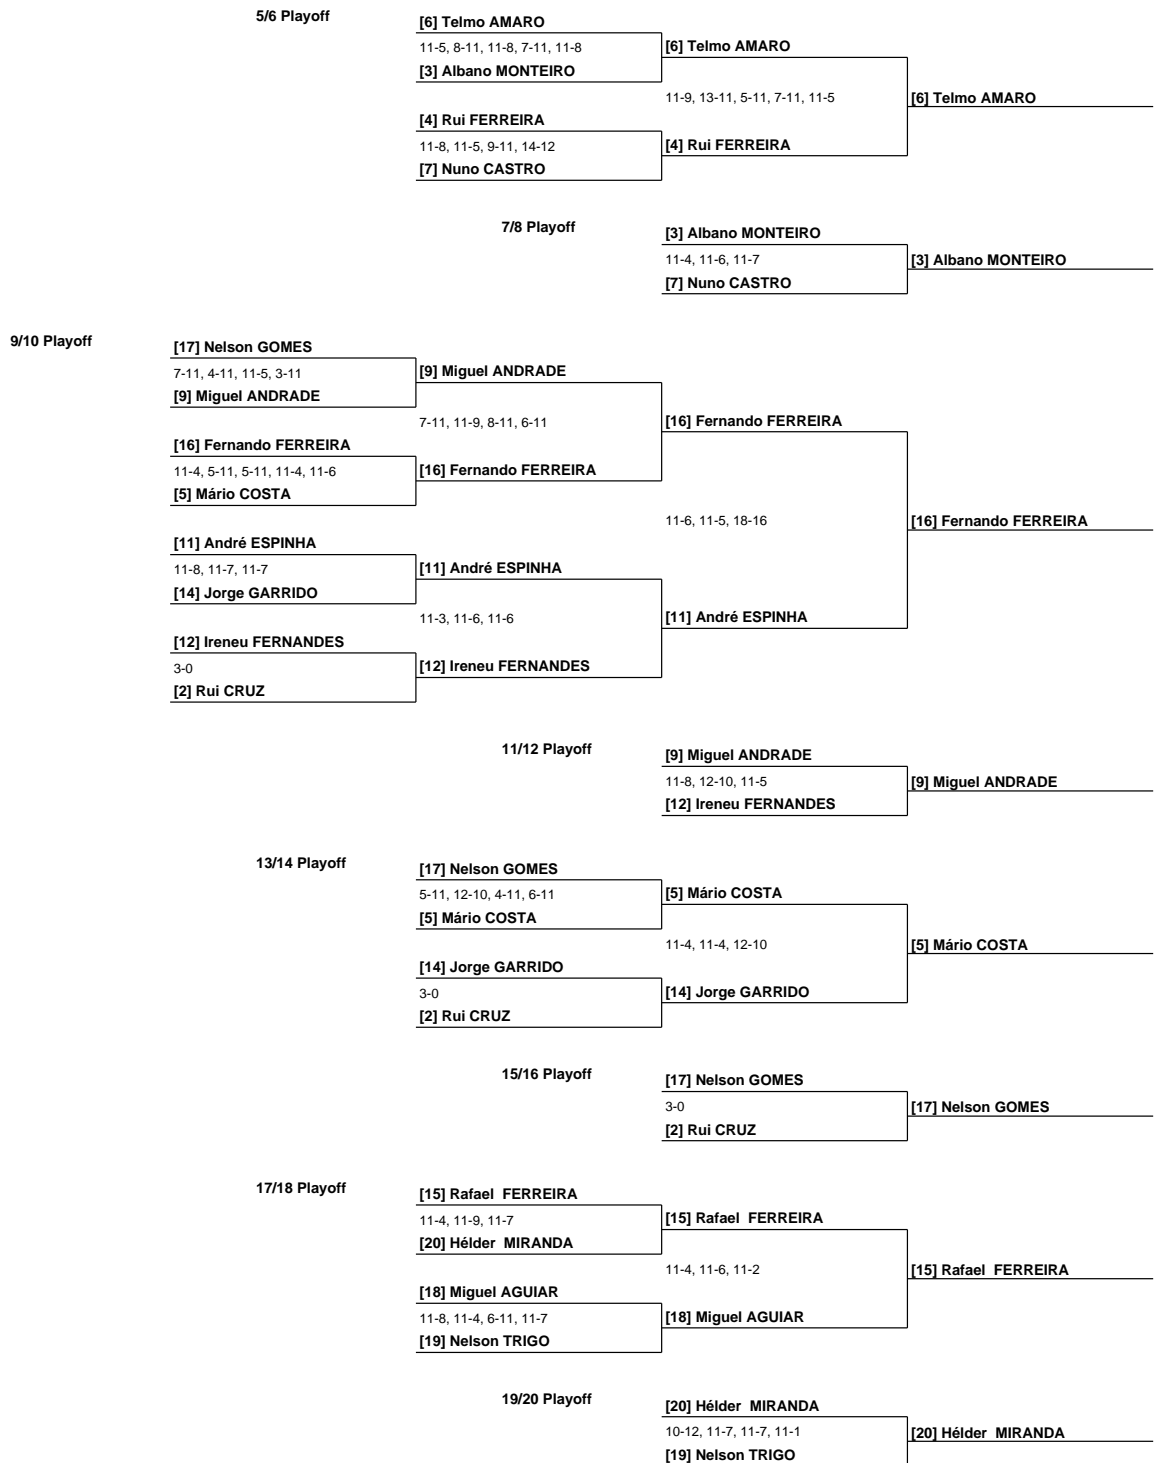 5/6 Playoff
[6] Telmo AMARO
11-5, 8-11, 11-8, 7-11, 11-8
[6] Telmo AMARO
[3] Albano MONTEIRO
11-9, 13-11, 5-11, 7-11, 11-5
[6] Telmo AMARO
[4] Rui FERREIRA
11-8, 11-5, 9-11, 14-12
[4] Rui FERREIRA
[7] Nuno CASTRO
7/8 Playoff
[3] Albano MONTEIRO
11-4, 11-6, 11-7
[3] Albano MONTEIRO
[7] Nuno CASTRO
9/10 Playoff
[17] Nelson GOMES
7-11, 4-11, 11-5, 3-11
[9] Miguel ANDRADE
[9] Miguel ANDRADE
7-11, 11-9, 8-11, 6-11
[16] Fernando FERREIRA
[16] Fernando FERREIRA
11-4, 5-11, 5-11, 11-4, 11-6
[16] Fernando FERREIRA
[5] Mário COSTA
11-6, 11-5, 18-16
[16] Fernando FERREIRA
[11] André ESPINHA
11-8, 11-7, 11-7
[11] André ESPINHA
[14] Jorge GARRIDO
11-3, 11-6, 11-6
[11] André ESPINHA
[12] Ireneu FERNANDES
3-0
[12] Ireneu FERNANDES
[2] Rui CRUZ
11/12 Playoff
[9] Miguel ANDRADE
11-8, 12-10, 11-5
[9] Miguel ANDRADE
[12] Ireneu FERNANDES
13/14 Playoff
[17] Nelson GOMES
5-11, 12-10, 4-11, 6-11
[5] Mário COSTA
[5] Mário COSTA
11-4, 11-4, 12-10
[5] Mário COSTA
[14] Jorge GARRIDO
3-0
[14] Jorge GARRIDO
[2] Rui CRUZ
15/16 Playoff
[17] Nelson GOMES
3-0
[17] Nelson GOMES
[2] Rui CRUZ
17/18 Playoff
[15] Rafael FERREIRA
11-4, 11-9, 11-7
[15] Rafael FERREIRA
[20] Hélder MIRANDA
11-4, 11-6, 11-2
[15] Rafael FERREIRA
[18] Miguel AGUIAR
11-8, 11-4, 6-11, 11-7
[18] Miguel AGUIAR
[19] Nelson TRIGO
19/20 Playoff
[20] Hélder MIRANDA
10-12, 11-7, 11-7, 11-1
[20] Hélder MIRANDA
[19] Nelson TRIGO